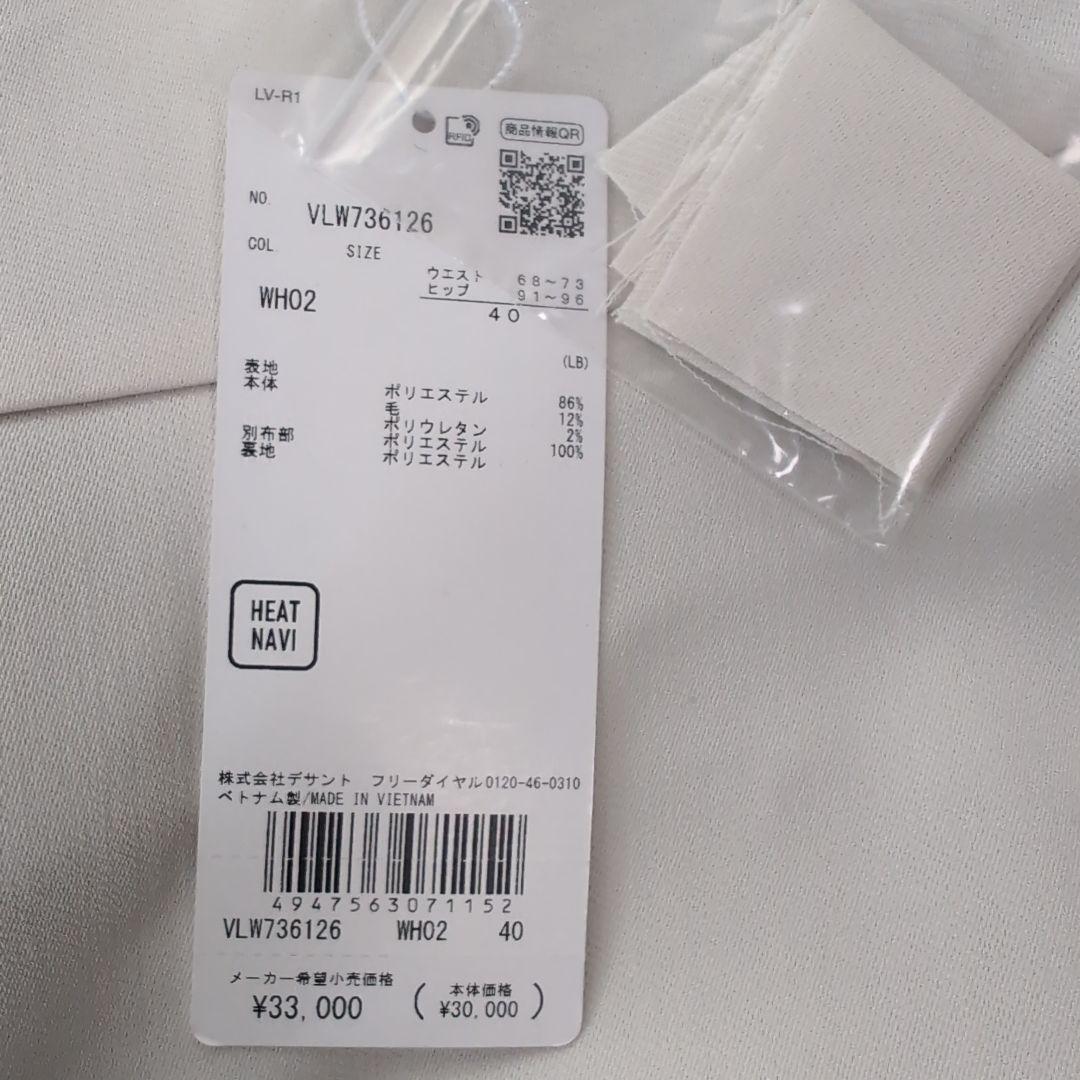 LV-R1
RFID
商品情報QR
NO. VLW736126
COL SIZE
WH02
ウエスト 68～73
ヒップ 91～96
40
(LB)
表地
本体 ポリエステル 86%
毛 12%
ポリウレタン 2%
別布部 ポリエステル 100%
裏地 ポリエステル
HEAT
NAVI
株式会社デサント フリーダイヤル0120-46-0310
ベトナム製/MADE IN VIETNAM
4947563071152
VLW736126 WH02 40
メーカー希望小売価格
¥33,000 (本体価格 ¥30,000)